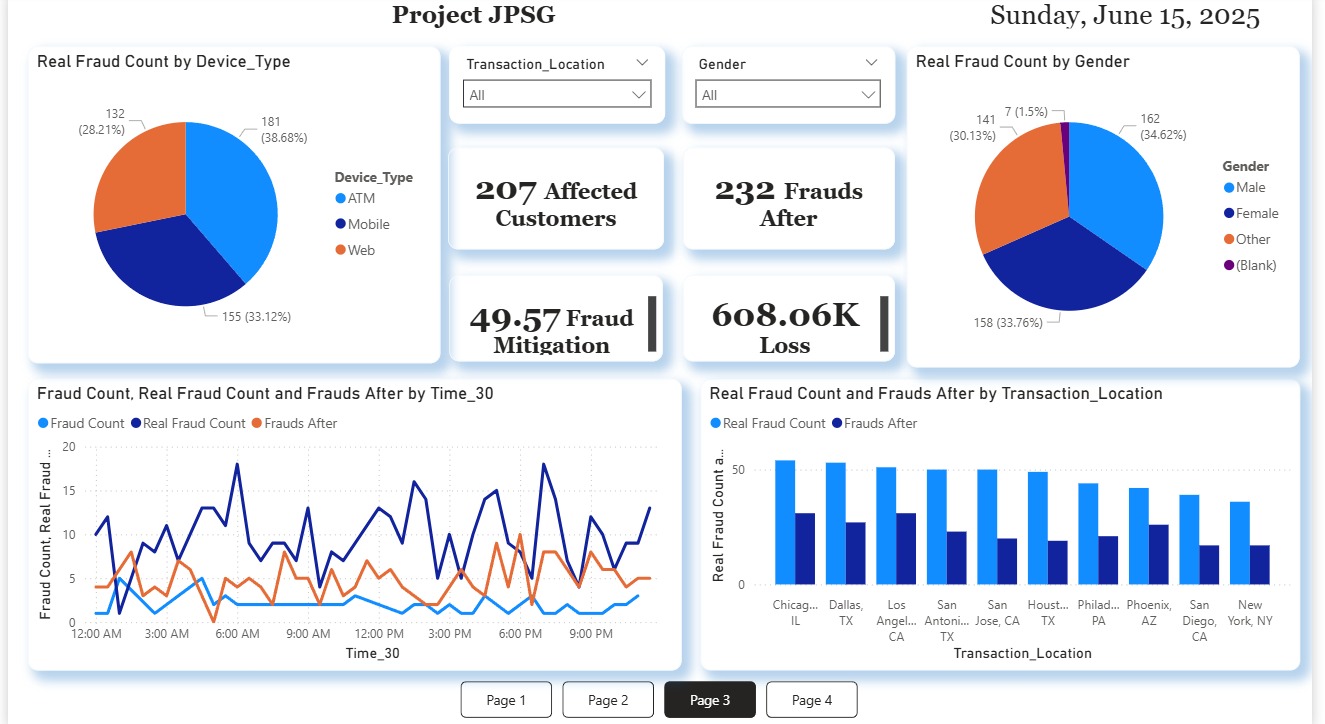 Project JPSG
Sunday, June 15, 2025
Real Fraud Count by Device_Type
132
(28.21%)
181
(38.68%)
155 (33.12%)
Device_Type
ATM
Mobile
Web
Transaction_Location
All
Gender
All
207 Affected
Customers
232 Frauds
After
49.57 Fraud
Mitigation
608.06K
Loss
Real Fraud Count by Gender
7 (1.5%)
141
(30.13%)
162
(34.62%)
158 (33.76%)
Gender
Male
Female
Other
(Blank)
Fraud Count, Real Fraud Count and Frauds After by Time_30
Fraud Count Real Fraud Count Frauds After
Fraud Count, Real Fraud ...
20
15
10
5
0
12:00 AM 3:00 AM 6:00 AM 9:00 AM 12:00 PM 3:00 PM 6:00 PM 9:00 PM
Time_30
Real Fraud Count and Frauds After by Transaction_Location
Real Fraud Count Frauds After
Real Fraud Count a...
50
0
Chicag...
IL
Dallas,
TX
Los
Angel...
CA
San
Antoni...
TX
San
Jose, CA
Houst...
TX
Philad...
PA
Phoenix,
AZ
San
Diego,
CA
New
York, NY
Transaction_Location
Page 1 Page 2 Page 3 Page 4